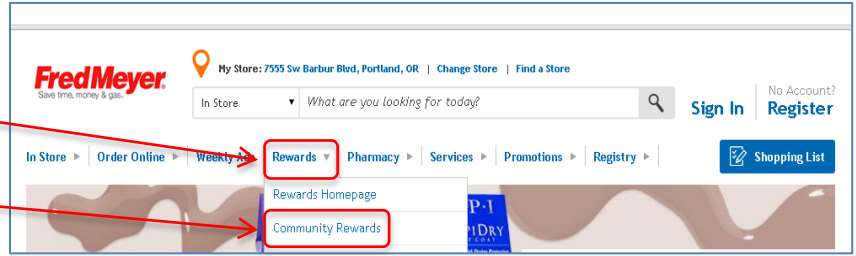 My Store: 7555 Sw Barbur Blvd, Portland, OR | Change Store | Find a Store
FredMeyer.
Save time, money & gas.
In Store What are you looking for today?
No Account?
Sign In Register
In Store Order Online Weekly Rewards Pharmacy Services Promotions Registry Shopping List
Rewards Homepage
Community Rewards